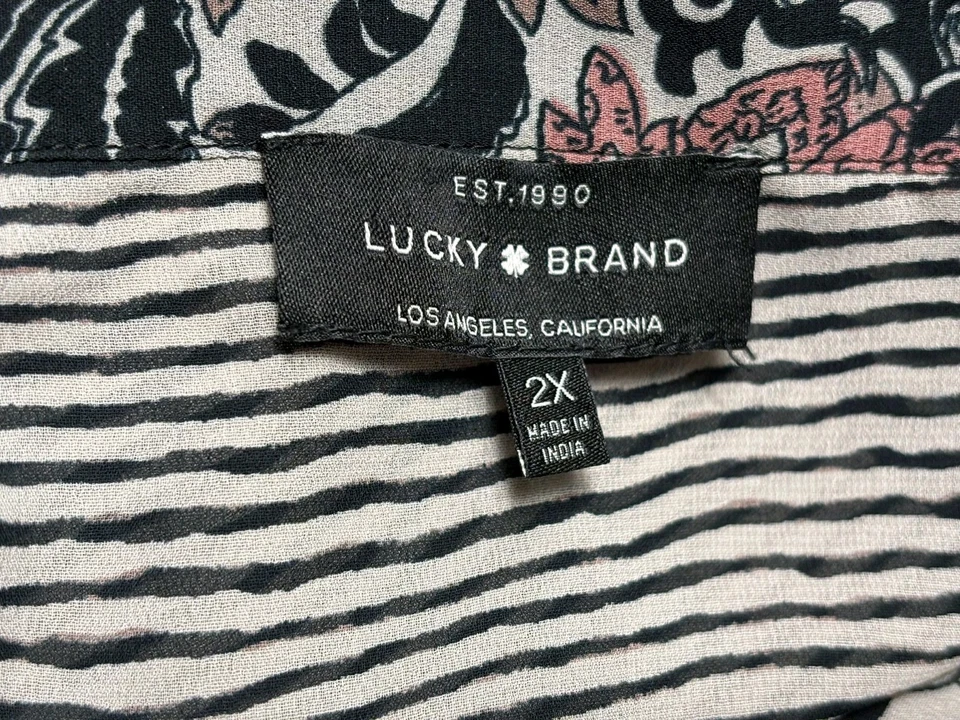 EST.1990
LUCKY BRAND
LOS ANGELES, CALIFORNIA
2X
MADE IN
INDIA